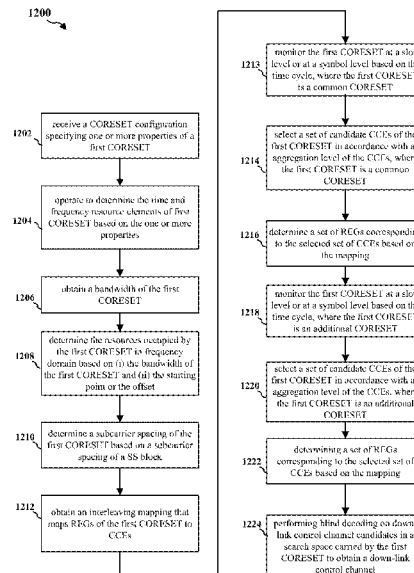 1200
1202
receive a CORESET configuration
specifying one or more properties of a
first CORESET
1204
operate to determine the time and
frequency resource elements of first
CORESET based on the one or more
properties
1206
obtain a bandwidth of the first
CORESET
1208
determine the resources occupied by
the first CORESET in frequency
domain based on (i) the bandwidth of
the first CORESET and (ii) the starting
point or the offset
1210
determine a subcarrier spacing of the
first CORESET based on a subcarrier
spacing of a SS block
1212
obtain an interleaving mapping that
maps REGs of the first CORESET to
CCEs
1213
monitor the first CORESET at a slo
level or at a symbol level based on th
time cycle, where the first CORESE
is a common CORESET
1214
select a set of candidate CCEs of the
first CORESET in accordance with a
aggregation level of the CCEs, wher
the first CORESET is a common
CORESET
1216
determine a set of REGs correspondin
to the selected set of CCEs based on
the mapping
1218
monitor the first CORESET at a slo
level or at a symbol level based on th
time cycle, where the first CORESE
is an additional CORESET
1220
select a set of candidate CCEs of the
first CORESET in accordance with a
aggregation level of the CCEs, wher
the first CORESET is an additional
CORESET
1222
determining a set of REGs
corresponding to the selected set of
CCEs based on the mapping
1224
performing blind decoding on down-
link control channel candidates in a
search space carried by the first
CORESET to obtain a down-link
control channel